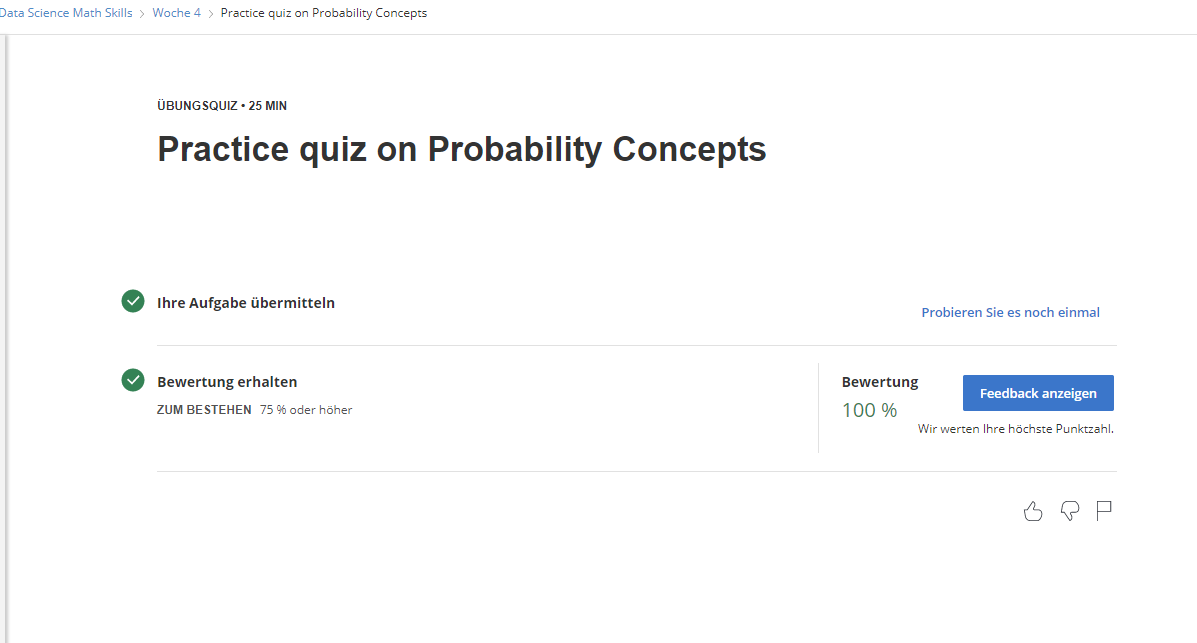 Data Science Math Skills > Woche 4 > Practice quiz on Probability Concepts
ÜBUNGSQUIZ • 25 MIN
Practice quiz on Probability Concepts
Ihre Aufgabe übermitteln
Probieren Sie es noch einmal
Bewertung erhalten
ZUM BESTEHEN 75 % oder höher
Bewertung
100 %
Feedback anzeigen
Wir werten Ihre höchste Punktzahl.